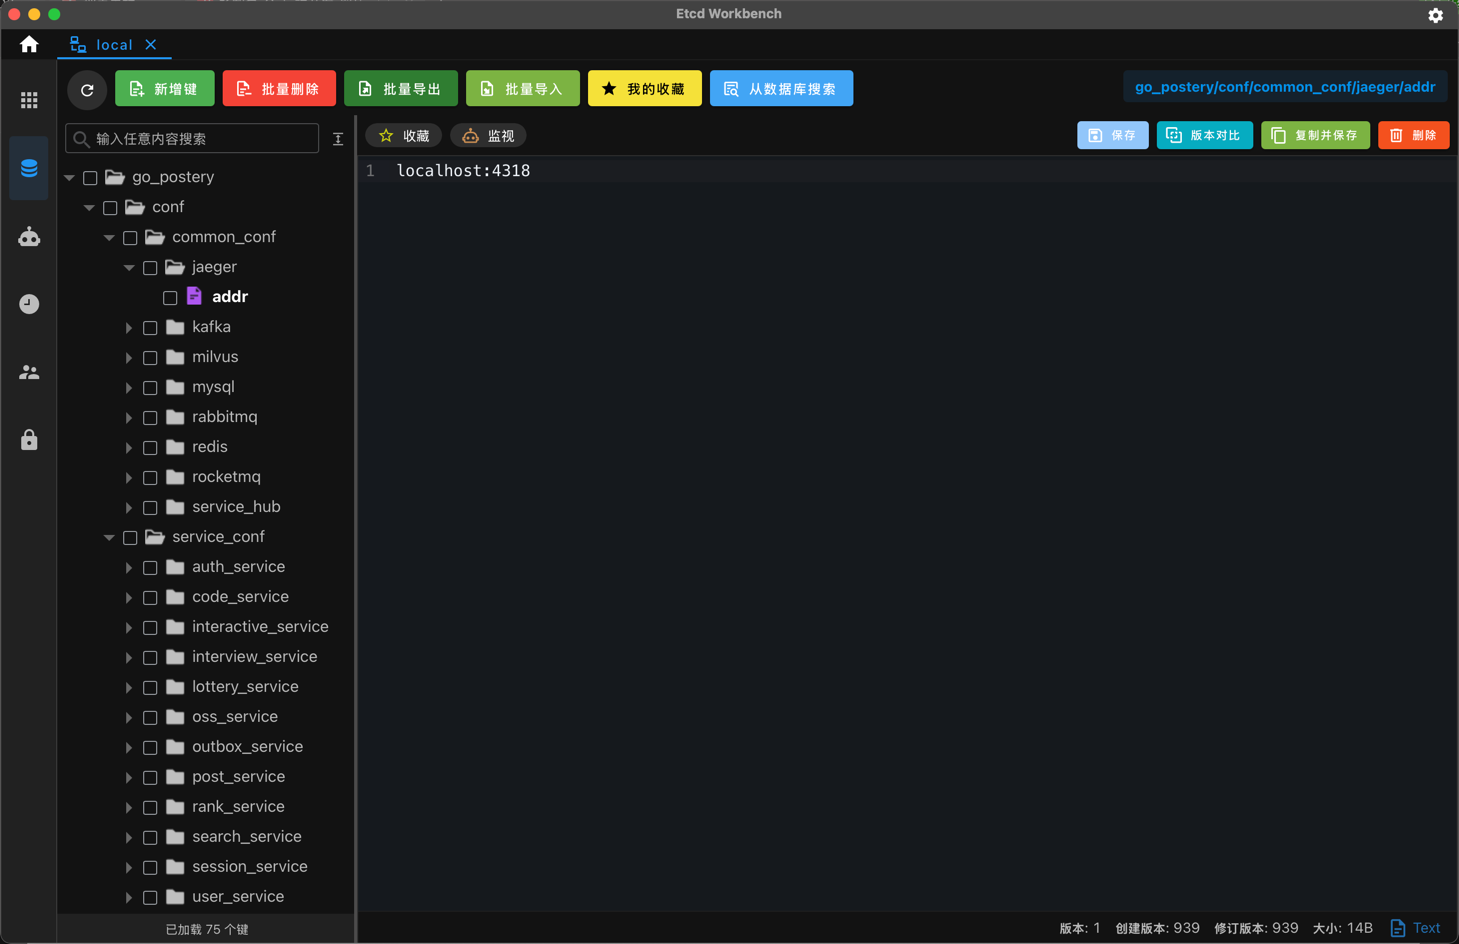 Etcd Workbench
local
新增键 批量删除 批量导出 批量导入 我的收藏 从数据库搜索 go_postery/conf/common_conf/jaeger/addr
输入任意内容搜索 收藏 监视 保存 版本对比 复制并保存 删除
1 localhost:4318
go_postery
conf
common_conf
jaeger
addr
kafka
milvus
mysql
rabbitmq
redis
rocketmq
service_hub
service_conf
auth_service
code_service
interactive_service
interview_service
lottery_service
oss_service
outbox_service
post_service
rank_service
search_service
session_service
user_service
已加载 75 个键 版本: 1 创建版本: 939 修订版本: 939 大小: 14B Text